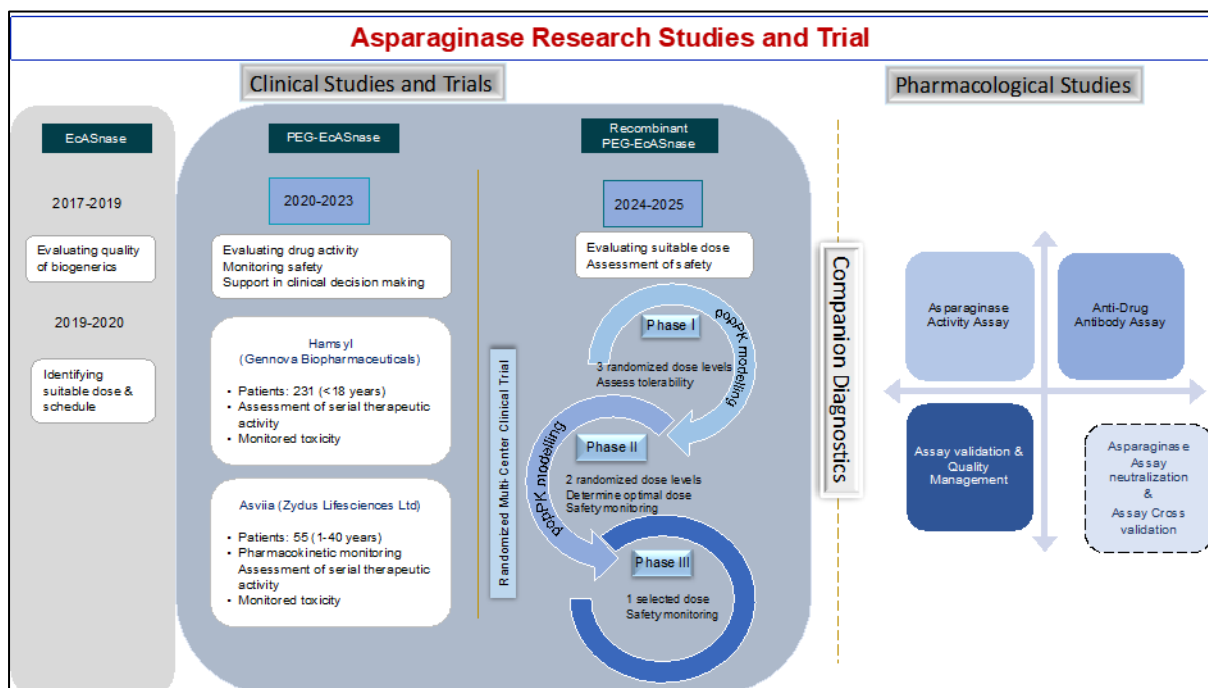 Asparaginase Research Studies and Trial
Clinical Studies and Trials
Pharmacological Studies
EcASnase
2017-2019
Evaluating quality
of biogenerics
2019-2020
Identifying
suitable dose &
schedule
PEG-EcASnase
2020-2023
Evaluating drug activity
Monitoring safety
Support in clinical decision making
Hamsyl
(Gennova Biopharmaceuticals)
• Patients: 231 (<18 years)
• Assessment of serial therapeutic
activity
• Monitored toxicity
Asviia (Zydus Lifesciences Ltd)
• Patients: 55 (1-40 years)
• Pharmacokinetic monitoring
Assessment of serial therapeutic
activity
• Monitored toxicity
Randomized Multi-Center Clinical Trial
Recombinant
PEG-EcASnase
2024-2025
Evaluating suitable dose
Assessment of safety
Phase I
3 randomized dose levels
Assess tolerability
popPK modelling
Phase II
2 randomized dose levels
Determine optimal dose
Safety monitoring
popPK modelling
Phase III
1 selected dose
Safety monitoring
Companion Diagnostics
Asparaginase
Activity Assay
Anti-Drug
Antibody Assay
Assay validation &
Quality
Management
Asparaginase
Assay
neutralization
&
Assay Cross
validation